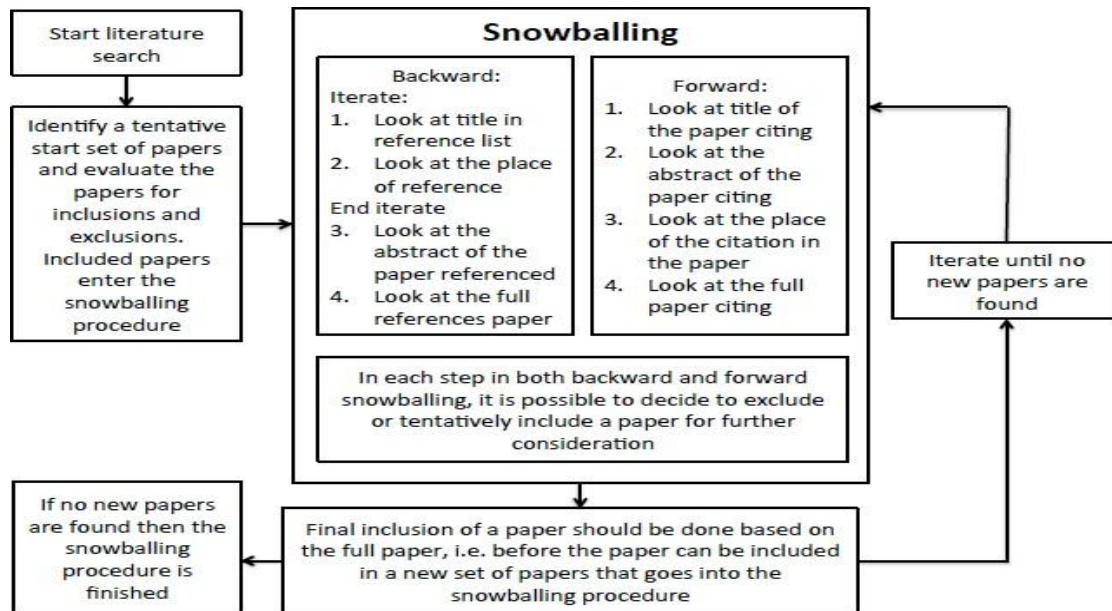 Start literature
search
Identify a tentative
start set of papers
and evaluate the
papers for
inclusions and
exclusions.
Included papers
enter the
snowballing
procedure
Snowballing
Backward:
Iterate:
1. Look at title in
reference list
2. Look at the place
of reference
End iterate
3. Look at the
abstract of the
paper referenced
4. Look at the full
references paper
Forward:
1. Look at title of
the paper citing
2. Look at the
abstract of the
paper citing
3. Look at the place
of the citation in
the paper
4. Look at the full
paper citing
In each step in both backward and forward
snowballing, it is possible to decide to exclude
or tentatively include a paper for further
consideration
Iterate until no
new papers are
found
If no new papers
are found then the
snowballing
procedure is
finished
Final inclusion of a paper should be done based on
the full paper, i.e. before the paper can be included
in a new set of papers that goes into the
snowballing procedure